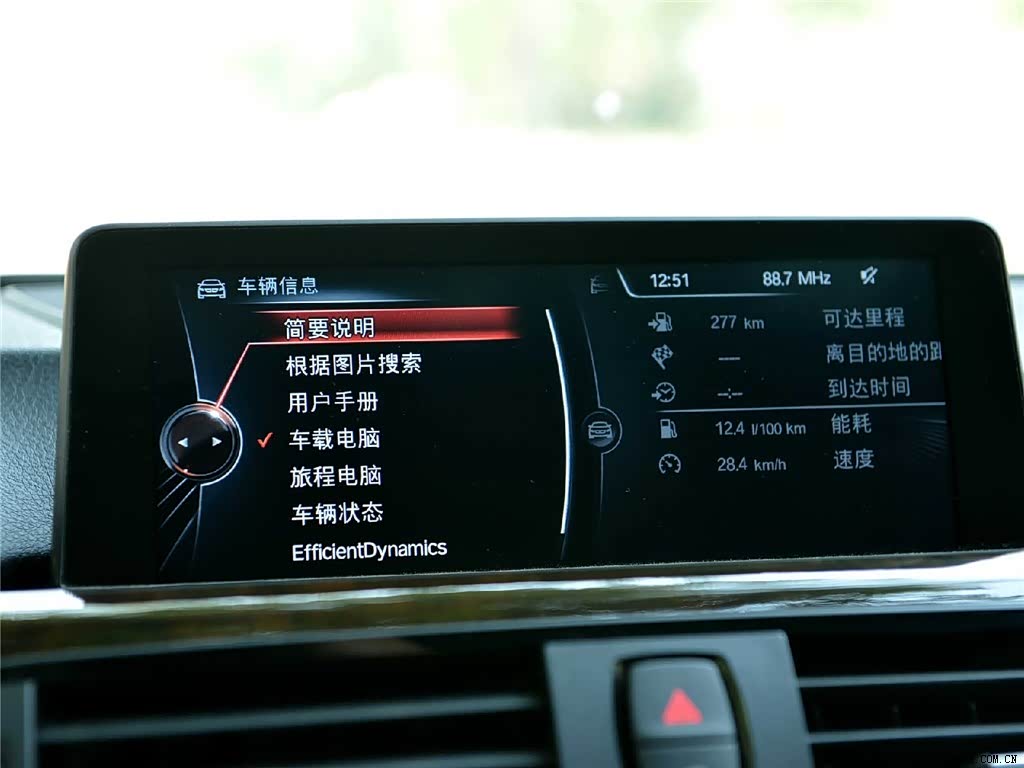 车辆信息
简要说明
根据图片搜索
用户手册
车载电脑
旅程电脑
车辆状态
EfficientDynamics
12:51 88.7 MHz
277 km 可达里程
---- 离目的地的距
--:-- 到达时间
12.4 l/100 km 能耗
28.4 km/h 速度
.COM.CN